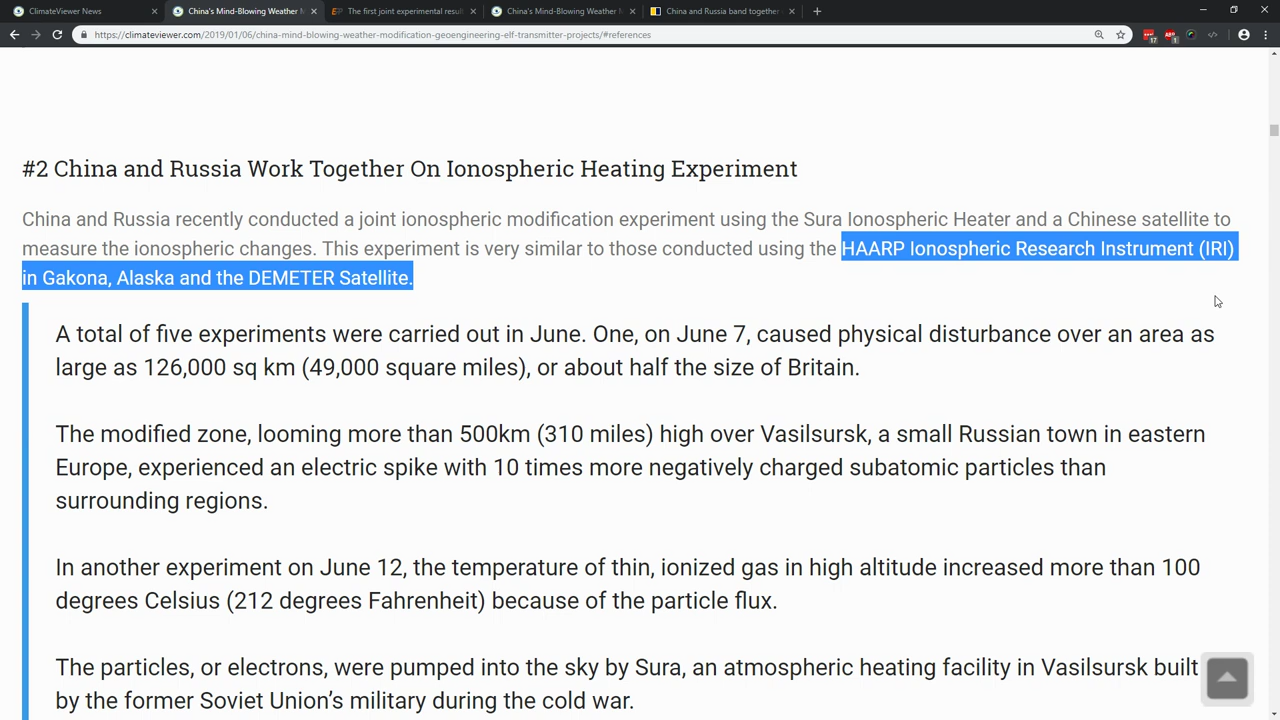 ClimateViewer News
China's Mind-Blowing Weather M
The first joint experimental resul
China's Mind-Blowing Weather M
China and Russia band together
https://climateviewer.com/2019/01/06/china-mind-blowing-weather-modification-geoengineering-elf-transmitter-projects/#references
#2 China and Russia Work Together On Ionospheric Heating Experiment
China and Russia recently conducted a joint ionospheric modification experiment using the Sura Ionospheric Heater and a Chinese satellite to
measure the ionospheric changes. This experiment is very similar to those conducted using the HAARP Ionospheric Research Instrument (IRI)
in Gakona, Alaska and the DEMETER Satellite.
A total of five experiments were carried out in June. One, on June 7, caused physical disturbance over an area as
large as 126,000 sq km (49,000 square miles), or about half the size of Britain.
The modified zone, looming more than 500km (310 miles) high over Vasilsursk, a small Russian town in eastern
Europe, experienced an electric spike with 10 times more negatively charged subatomic particles than
surrounding regions.
In another experiment on June 12, the temperature of thin, ionized gas in high altitude increased more than 100
degrees Celsius (212 degrees Fahrenheit) because of the particle flux.
The particles, or electrons, were pumped into the sky by Sura, an atmospheric heating facility in Vasilsursk built
by the former Soviet Union's military during the cold war.